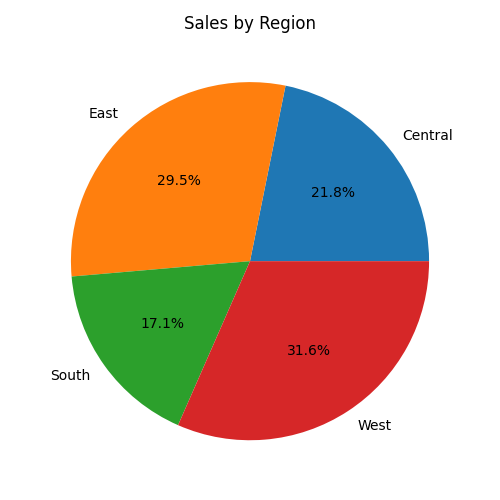 Sales by Region
East
Central
29.5%
21.8%
17.1%
31.6%
South
West